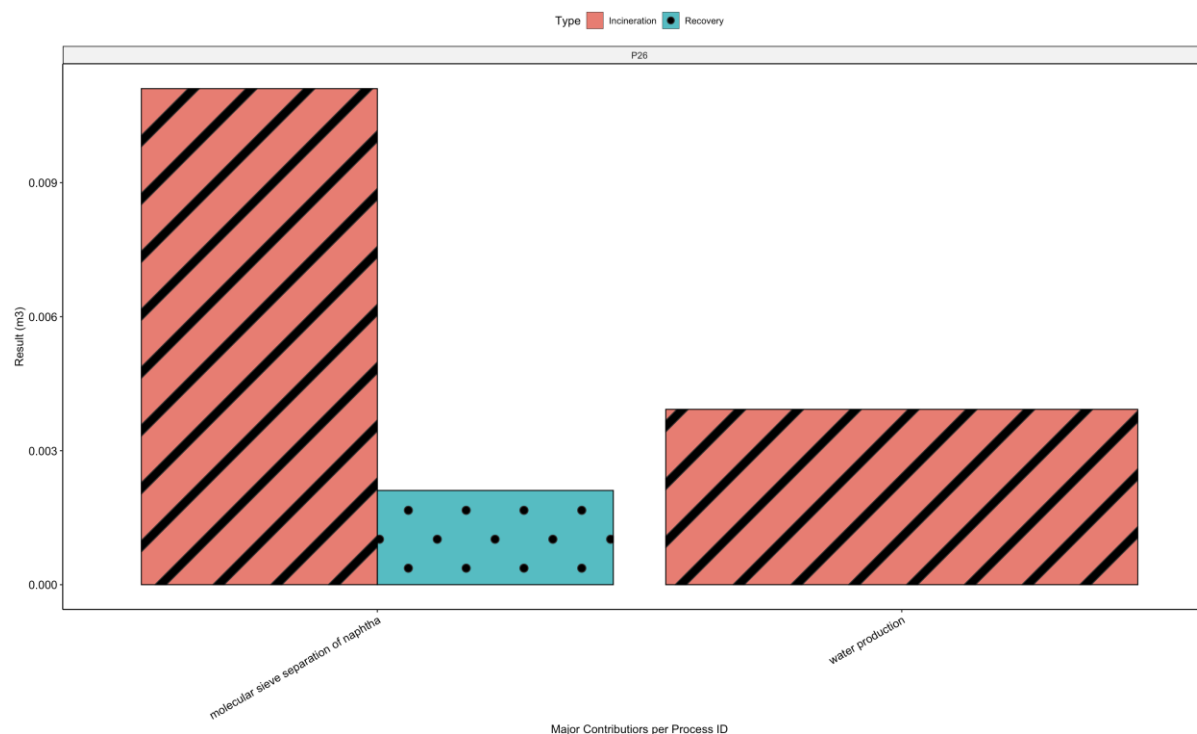 Type Incineration Recovery
P26
Result (m3)
0.009
0.006
0.003
0.000
molecular sieve separation of naphtha
water production
Major Contributiors per Process ID